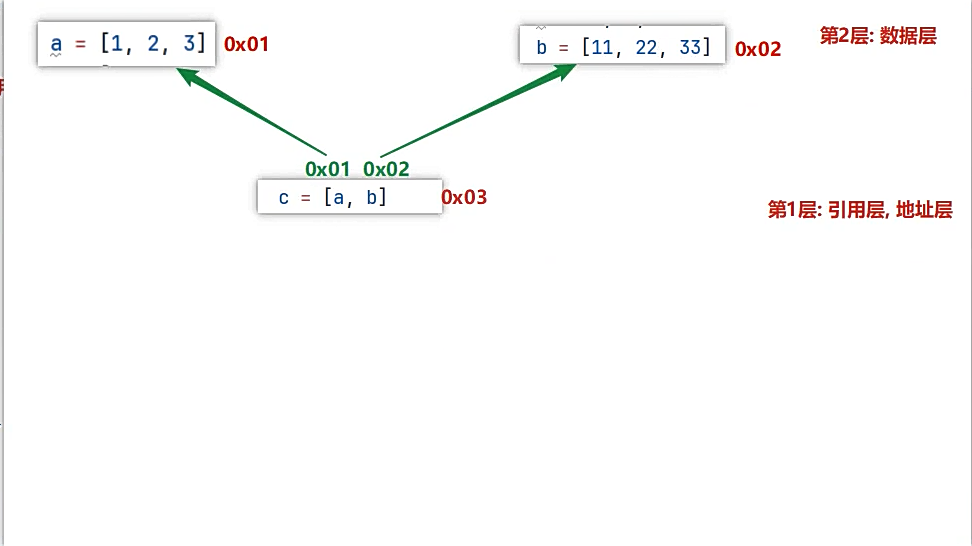 a = [1, 2, 3] 0x01
b = [11, 22, 33] 0x02
第2层: 数据层
0x01 0x02
c = [a, b] 0x03
第1层: 引用层, 地址层